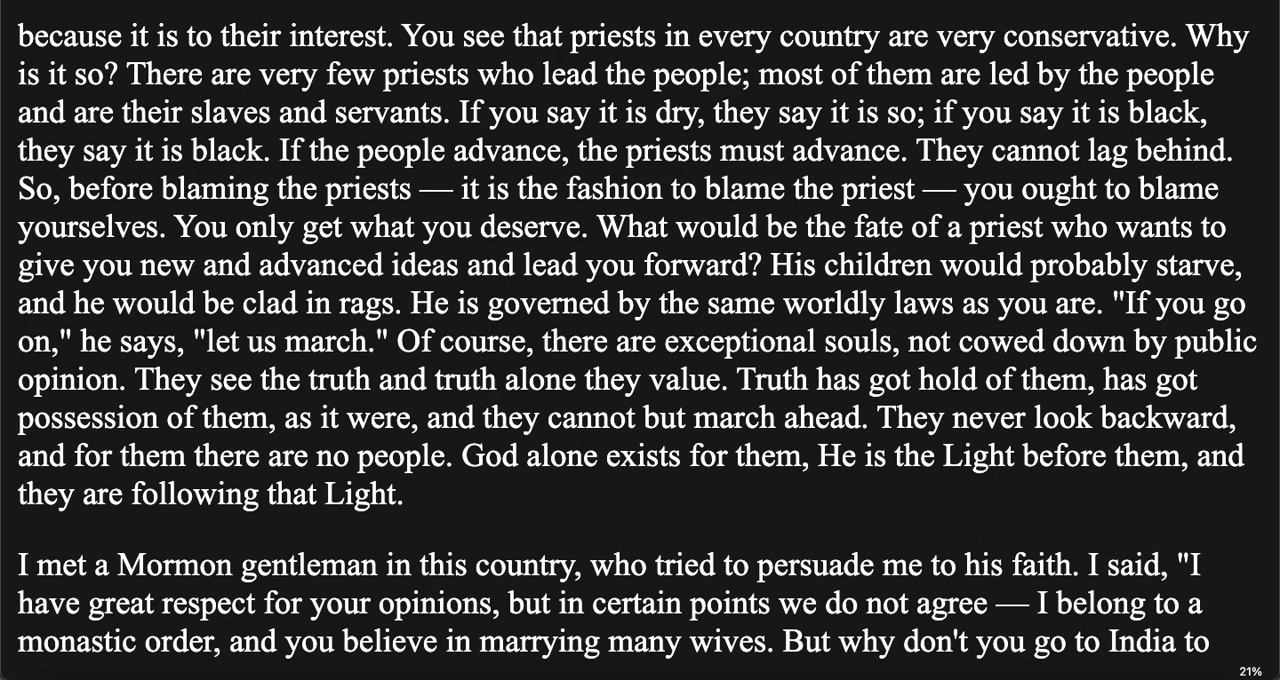 because it is to their interest. You see that priests in every country are very conservative. Why
is it so? There are very few priests who lead the people; most of them are led by the people
and are their slaves and servants. If you say it is dry, they say it is so; if you say it is black,
they say it is black. If the people advance, the priests must advance. They cannot lag behind.
So, before blaming the priests — it is the fashion to blame the priest — you ought to blame
yourselves. You only get what you deserve. What would be the fate of a priest who wants to
give you new and advanced ideas and lead you forward? His children would probably starve,
and he would be clad in rags. He is governed by the same worldly laws as you are. "If you go
on," he says, "let us march." Of course, there are exceptional souls, not cowed down by public
opinion. They see the truth and truth alone they value. Truth has got hold of them, has got
possession of them, as it were, and they cannot but march ahead. They never look backward,
and for them there are no people. God alone exists for them, He is the Light before them, and
they are following that Light.
I met a Mormon gentleman in this country, who tried to persuade me to his faith. I said, "I
have great respect for your opinions, but in certain points we do not agree — I belong to a
monastic order, and you believe in marrying many wives. But why don't you go to India to
21%